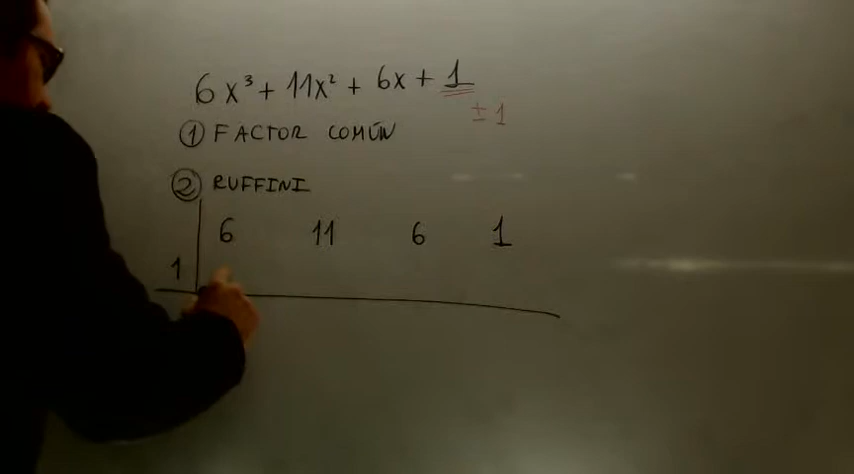 6x³ + 11x² + 6x + 1
± 1
① FACTOR COMÚN
② RUFFINI
6 11 6 1
1